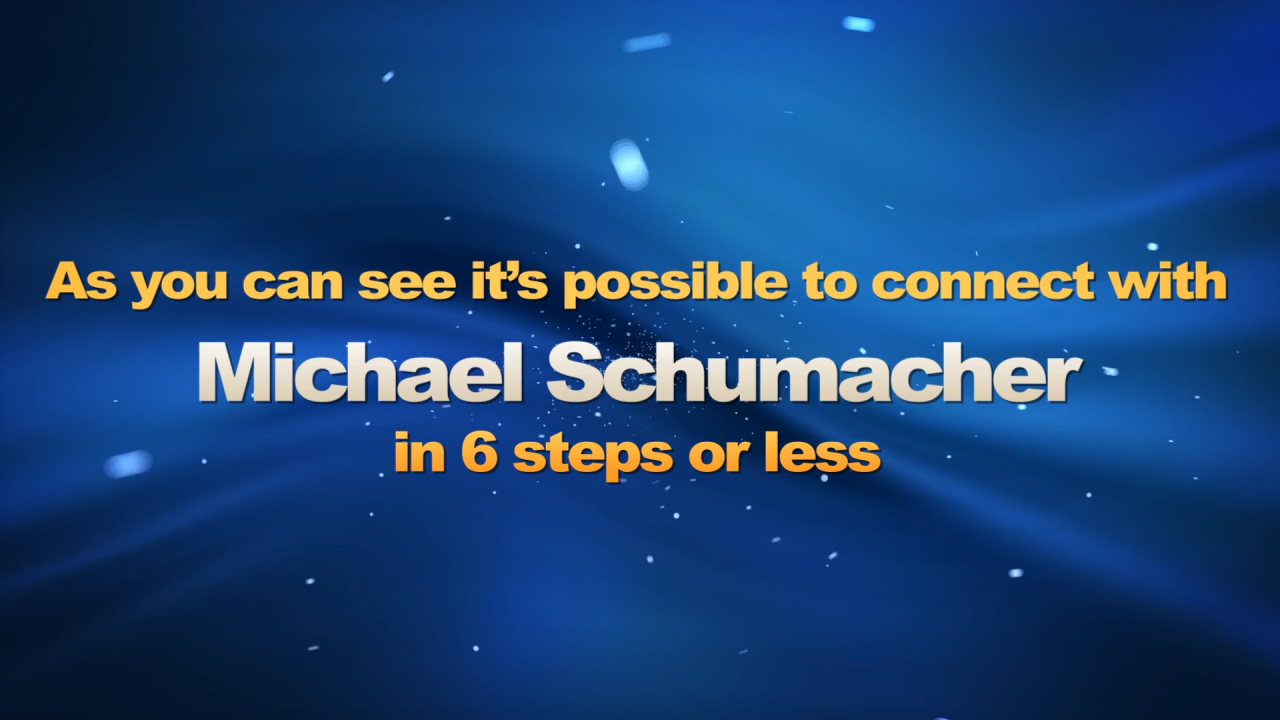 As you can see it’s possible to connect with
Michael Schumacher
in 6 steps or less